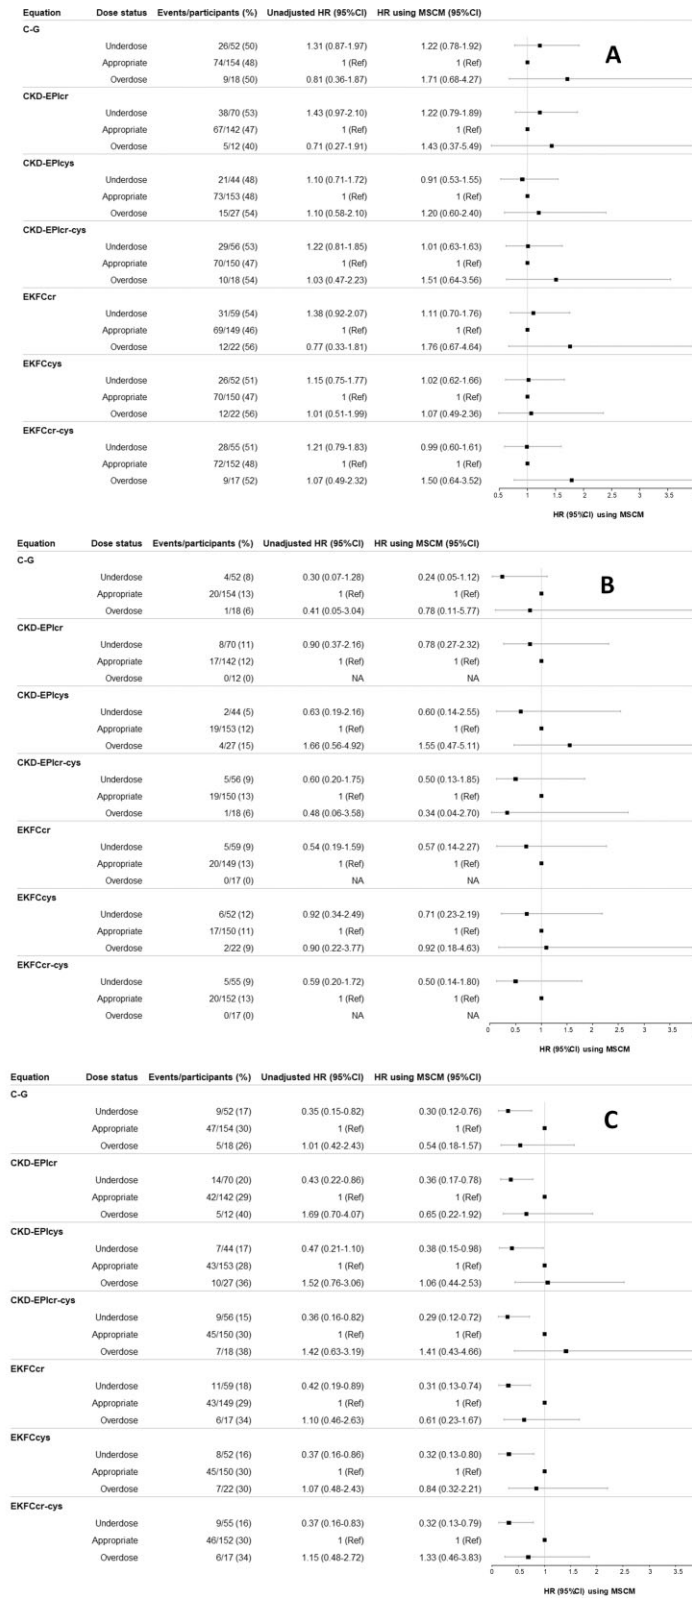 Equation Dose status Events/participants (%) Unadjusted HR (95%CI) HR using MSCM (95%CI)
C-G
A
Underdose 26/52 (50) 1.31 (0.87-1.97) 1.22 (0.78-1.92)
Appropriate 74/154 (48) 1 (Ref) 1 (Ref)
Overdose 9/18 (50) 0.81 (0.36-1.87) 1.71 (0.68-4.27)
CKD-EPIcr
Underdose 38/70 (53) 1.43 (0.97-2.10) 1.22 (0.79-1.89)
Appropriate 67/142 (47) 1 (Ref) 1 (Ref)
Overdose 5/12 (40) 0.71 (0.27-1.91) 1.43 (0.37-5.49)
CKD-EPIcys
Underdose 21/44 (48) 1.10 (0.71-1.72) 0.91 (0.53-1.55)
Appropriate 73/153 (48) 1 (Ref) 1 (Ref)
Overdose 15/27 (54) 1.10 (0.58-2.10) 1.20 (0.60-2.40)
CKD-EPIcr-cys
Underdose 29/56 (53) 1.22 (0.81-1.85) 1.01 (0.63-1.63)
Appropriate 70/150 (47) 1 (Ref) 1 (Ref)
Overdose 10/18 (54) 1.03 (0.47-2.23) 1.51 (0.64-3.56)
EKFCcr
Underdose 31/59 (54) 1.38 (0.92-2.07) 1.11 (0.70-1.76)
Appropriate 69/149 (46) 1 (Ref) 1 (Ref)
Overdose 12/22 (56) 0.77 (0.33-1.81) 1.76 (0.67-4.64)
EKFCcys
Underdose 26/52 (51) 1.15 (0.75-1.77) 1.02 (0.62-1.66)
Appropriate 70/150 (47) 1 (Ref) 1 (Ref)
Overdose 12/22 (56) 1.01 (0.51-1.99) 1.07 (0.49-2.36)
EKFCcr-cys
Underdose 28/55 (51) 1.21 (0.79-1.83) 0.99 (0.60-1.61)
Appropriate 72/152 (48) 1 (Ref) 1 (Ref)
Overdose 9/17 (52) 1.07 (0.49-2.32) 1.50 (0.64-3.52)
0.5 1 1.5 2 2.5 3 3.5
HR (95%CI) using MSCM
Equation Dose status Events/participants (%) Unadjusted HR (95%CI) HR using MSCM (95%CI)
C-G
B
Underdose 4/52 (8) 0.30 (0.07-1.28) 0.24 (0.05-1.12)
Appropriate 20/154 (13) 1 (Ref) 1 (Ref)
Overdose 1/18 (6) 0.41 (0.05-3.04) 0.78 (0.11-5.77)
CKD-EPIcr
Underdose 8/70 (11) 0.90 (0.37-2.16) 0.78 (0.27-2.32)
Appropriate 17/142 (12) 1 (Ref) 1 (Ref)
Overdose 0/12 (0) NA NA
CKD-EPIcys
Underdose 2/44 (5) 0.63 (0.19-2.16) 0.60 (0.14-2.55)
Appropriate 19/153 (12) 1 (Ref) 1 (Ref)
Overdose 4/27 (15) 1.66 (0.56-4.92) 1.55 (0.47-5.11)
CKD-EPIcr-cys
Underdose 5/56 (9) 0.60 (0.20-1.75) 0.50 (0.13-1.85)
Appropriate 19/150 (13) 1 (Ref) 1 (Ref)
Overdose 1/18 (6) 0.48 (0.06-3.58) 0.34 (0.04-2.70)
EKFCcr
Underdose 5/59 (9) 0.54 (0.19-1.59) 0.57 (0.14-2.27)
Appropriate 20/149 (13) 1 (Ref) 1 (Ref)
Overdose 0/17 (0) NA NA
EKFCcys
Underdose 6/52 (12) 0.92 (0.34-2.49) 0.71 (0.23-2.19)
Appropriate 17/150 (11) 1 (Ref) 1 (Ref)
Overdose 2/22 (9) 0.90 (0.22-3.77) 0.92 (0.18-4.63)
EKFCcr-cys
Underdose 5/55 (9) 0.59 (0.20-1.72) 0.50 (0.14-1.80)
Appropriate 20/152 (13) 1 (Ref) 1 (Ref)
Overdose 0/17 (0) NA NA
0 0.5 1 1.5 2 2.5 3 3.5
HR (95%CI) using MSCM
Equation Dose status Events/participants (%) Unadjusted HR (95%CI) HR using MSCM (95%CI)
C-G
C
Underdose 9/52 (17) 0.35 (0.15-0.82) 0.30 (0.12-0.76)
Appropriate 47/154 (30) 1 (Ref) 1 (Ref)
Overdose 5/18 (26) 1.01 (0.42-2.43) 0.54 (0.18-1.57)
CKD-EPIcr
Underdose 14/70 (20) 0.43 (0.22-0.86) 0.36 (0.17-0.78)
Appropriate 42/142 (29) 1 (Ref) 1 (Ref)
Overdose 5/12 (40) 1.69 (0.70-4.07) 0.65 (0.22-1.92)
CKD-EPIcys
Underdose 7/44 (17) 0.47 (0.21-1.10) 0.38 (0.15-0.98)
Appropriate 43/153 (28) 1 (Ref) 1 (Ref)
Overdose 10/27 (36) 1.52 (0.76-3.06) 1.06 (0.44-2.53)
CKD-EPIcr-cys
Underdose 9/56 (15) 0.36 (0.16-0.82) 0.29 (0.12-0.72)
Appropriate 45/150 (30) 1 (Ref) 1 (Ref)
Overdose 7/18 (38) 1.42 (0.63-3.19) 1.41 (0.43-4.66)
EKFCcr
Underdose 11/59 (18) 0.42 (0.19-0.89) 0.31 (0.13-0.74)
Appropriate 43/149 (29) 1 (Ref) 1 (Ref)
Overdose 6/17 (34) 1.10 (0.46-2.63) 0.61 (0.23-1.67)
EKFCcys
Underdose 8/52 (16) 0.37 (0.16-0.86) 0.32 (0.13-0.80)
Appropriate 45/150 (30) 1 (Ref) 1 (Ref)
Overdose 7/22 (30) 1.07 (0.48-2.43) 0.84 (0.32-2.21)
EKFCcr-cys
Underdose 9/55 (16) 0.37 (0.16-0.83) 0.32 (0.13-0.79)
Appropriate 46/152 (30) 1 (Ref) 1 (Ref)
Overdose 6/17 (34) 1.15 (0.48-2.72) 1.33 (0.46-3.83)
0 0.5 1 1.5 2 2.5 3 3.5
HR (95%CI) using MSCM